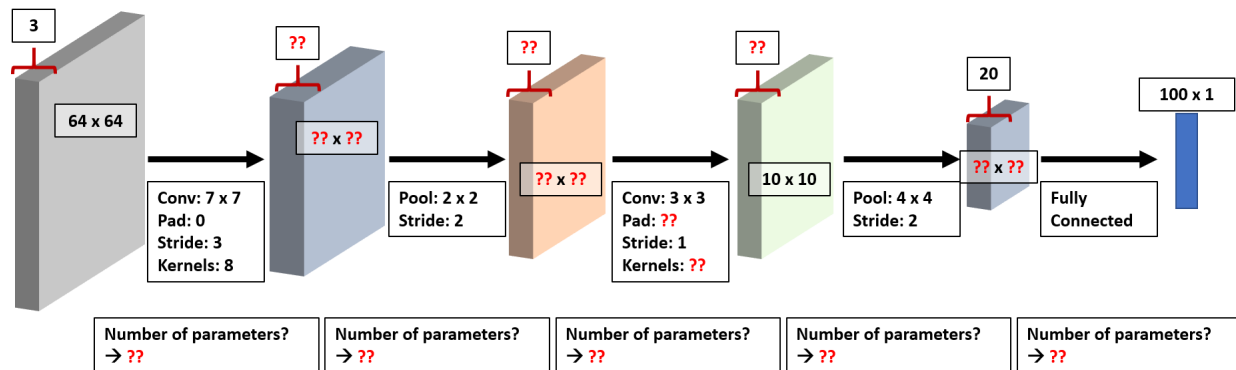 3
64 x 64
Conv: 7 x 7
Pad: 0
Stride: 3
Kernels: 8
??
?? x ??
Pool: 2 x 2
Stride: 2
??
?? x ??
Conv: 3 x 3
Pad: ??
Stride: 1
Kernels: ??
??
10 x 10
Pool: 4 x 4
Stride: 2
20
?? x ??
Fully
Connected
100 x 1
Number of parameters?
→ ??
Number of parameters?
→ ??
Number of parameters?
→ ??
Number of parameters?
→ ??
Number of parameters?
→ ??